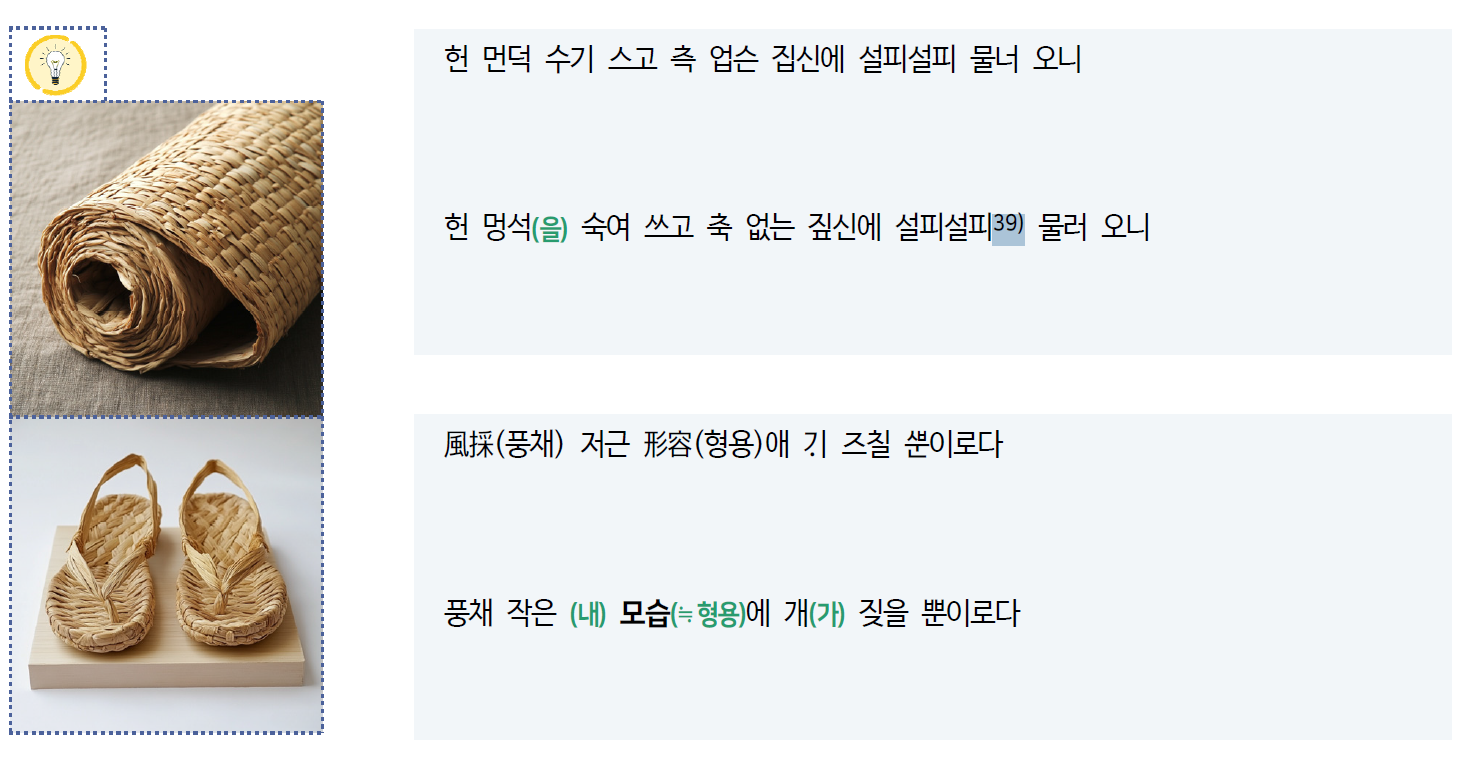 헌 먼덕 수기 스고 측 업슨 집신에 설피설피 물너 오니
헌 멍석(을) 숙여 쓰고 축 없는 짚신에 설피설피39) 물러 오니
風採(풍채) 저근 形容(형용)애 기 즈칠 ᄲᅮᆫ이로다
풍채 작은 (내) 모습(≒형용)에 개(가) 짖을 뿐이로다